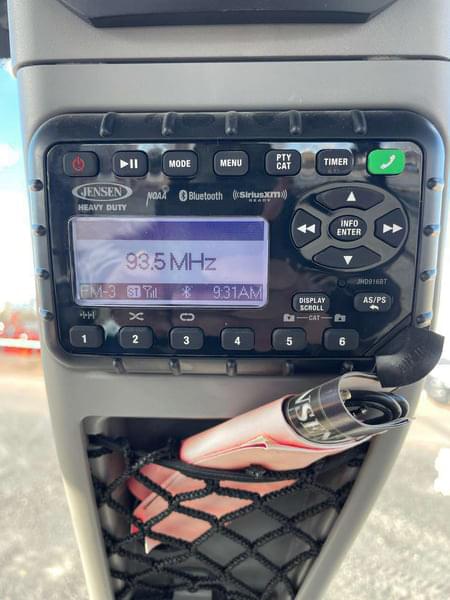 MODE MENU PTY CAT TIMER
JENSEN HEAVY DUTY NOAA Bluetooth ((SiriusXM)) READY
INFO ENTER
93.5 MHz
FM-3 ST 9:31AM
JHD916BT
DISPLAY SCROLL AS/PS
CAT
1 2 3 4 5 6